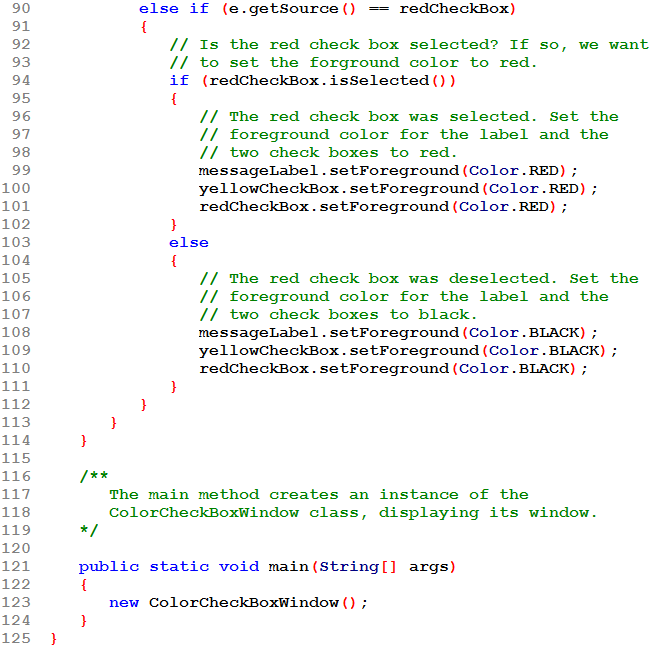 90 else if (e.getSource() == redCheckBox)
91 {
92 // Is the red check box selected? If so, we want
93 // to set the forground color to red.
94 if (redCheckBox.isSelected())
95 {
96 // The red check box was selected. Set the
97 // foreground color for the label and the
98 // two check boxes to red.
99 messageLabel.setForeground(Color.RED);
100 yellowCheckBox.setForeground(Color.RED);
101 redCheckBox.setForeground(Color.RED);
102 }
103 else
104 {
105 // The red check box was deselected. Set the
106 // foreground color for the label and the
107 // two check boxes to black.
108 messageLabel.setForeground(Color.BLACK);
109 yellowCheckBox.setForeground(Color.BLACK);
110 redCheckBox.setForeground(Color.BLACK);
111 }
112 }
113 }
114 }
115
116 /**
117 The main method creates an instance of the
118 ColorCheckBoxWindow class, displaying its window.
119 */
120
121 public static void main(String[] args)
122 {
123 new ColorCheckBoxWindow();
124 }
125 }